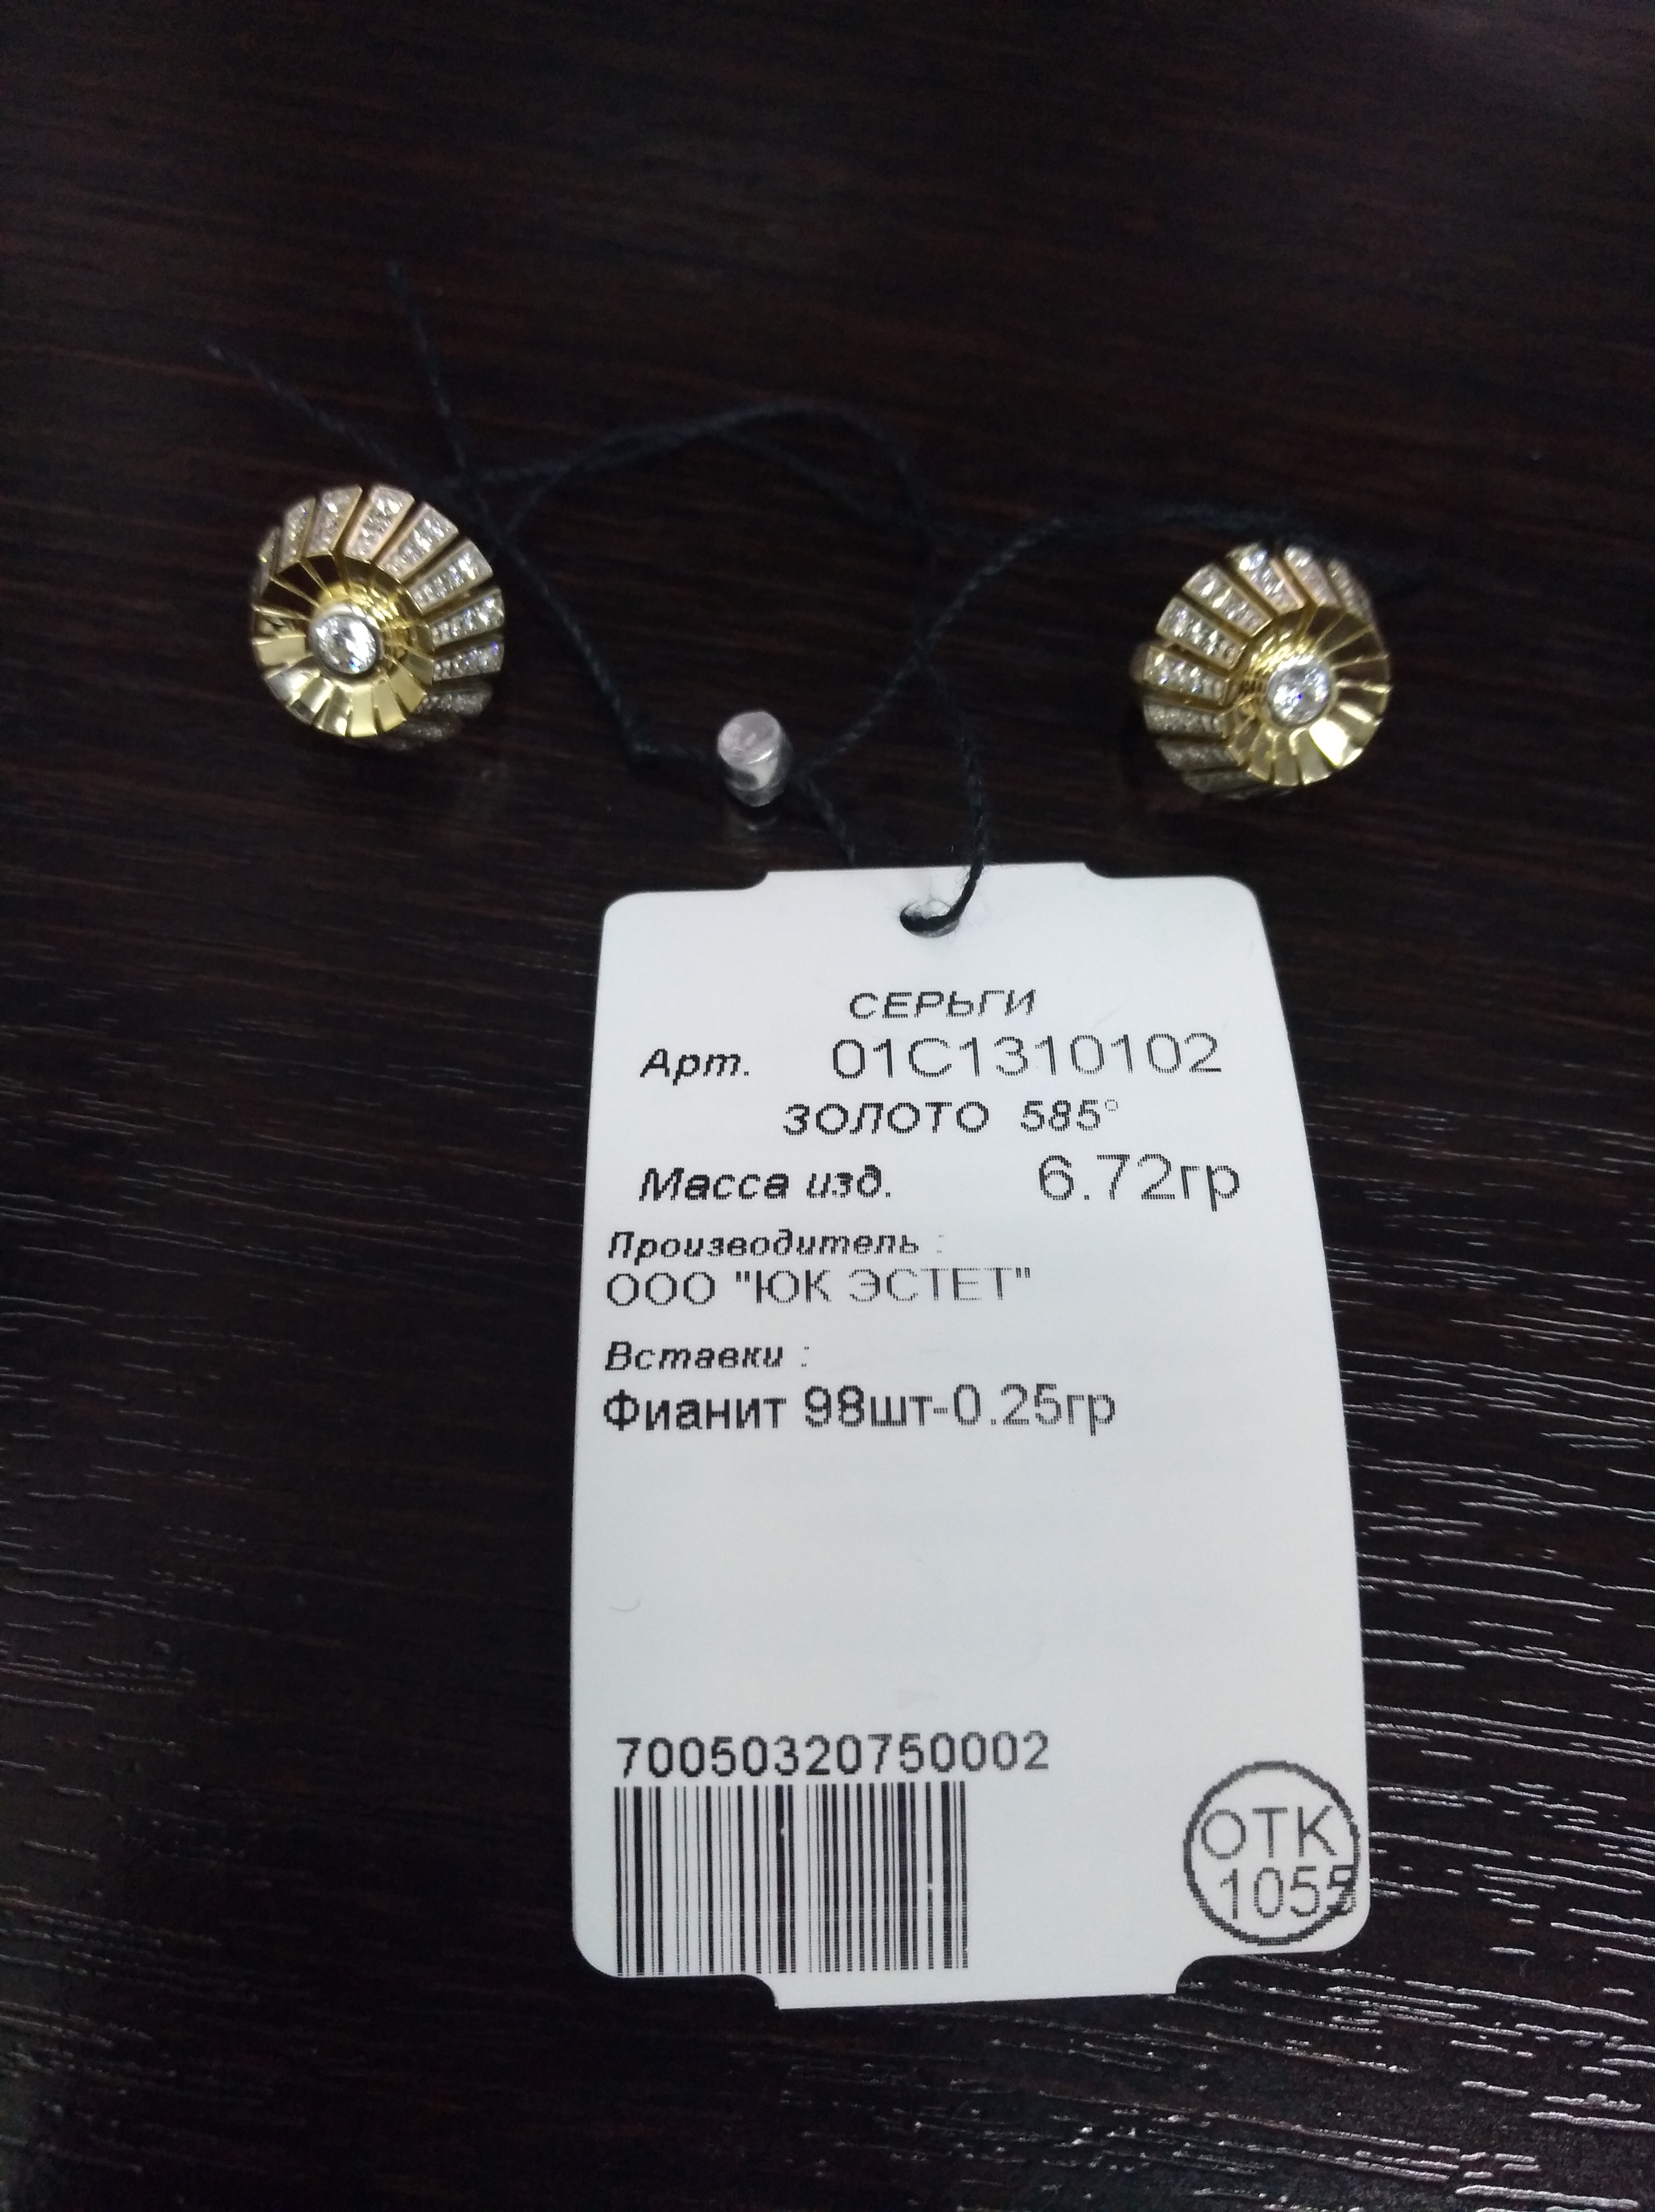 СЕРЬГИ
Арт. 01С1310102
ЗОЛОТО 585°
Масса изд. 6.72гр
Производитель :
ООО "ЮК ЭСТЕТ"
Вставки :
Фианит 98шт-0.25гр
70050320750002
ОТК
1055